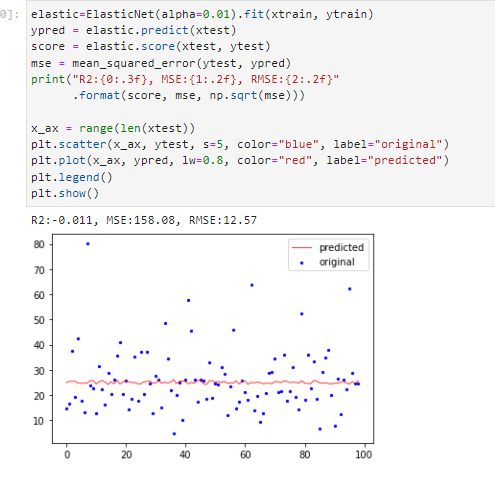 0]: elastic=ElasticNet(alpha=0.01).fit(xtrain, ytrain)
ypred = elastic.predict(xtest)
score = elastic.score(xtest, ytest)
mse = mean_squared_error(ytest, ypred)
print("R2:{0:.3f}, MSE:{1:.2f}, RMSE:{2:.2f}"
.format(score, mse, np.sqrt(mse)))
x_ax = range(len(xtest))
plt.scatter(x_ax, ytest, s=5, color="blue", label="original")
plt.plot(x_ax, ypred, lw=0.8, color="red", label="predicted")
plt.legend()
plt.show()
R2:-0.011, MSE:158.08, RMSE:12.57
predicted
original
80
70
60
50
40
30
20
10
0 20 40 60 80 100